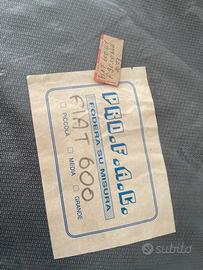 PRO.F.A.C.
FODERA SU MISURA
PICCOLA MEDIA GRANDE
FIAT 600
subito